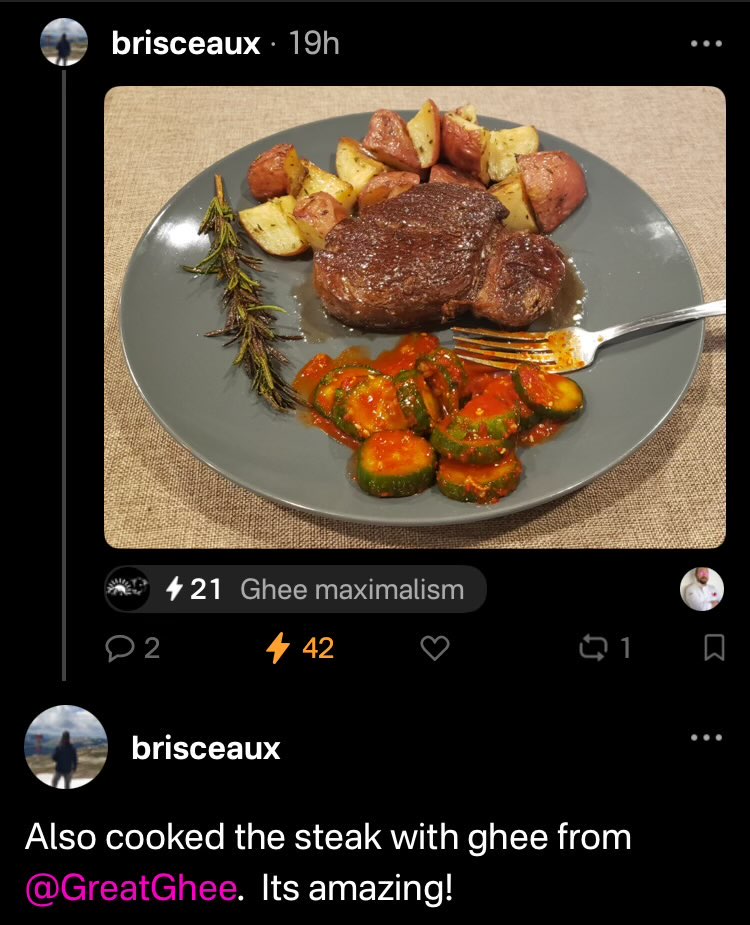 brisceaux · 19h
21 Ghee maximalism
2
42
1
brisceaux
Also cooked the steak with ghee from
@GreatGhee.  Its amazing!